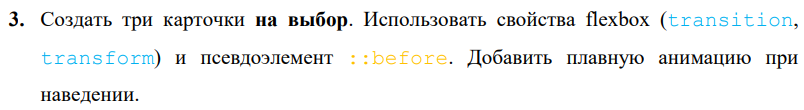 3. Создать три карточки на выбор. Использовать свойства flexbox (transition,
transform) и псевдоэлемент ::before. Добавить плавную анимацию при
наведении.